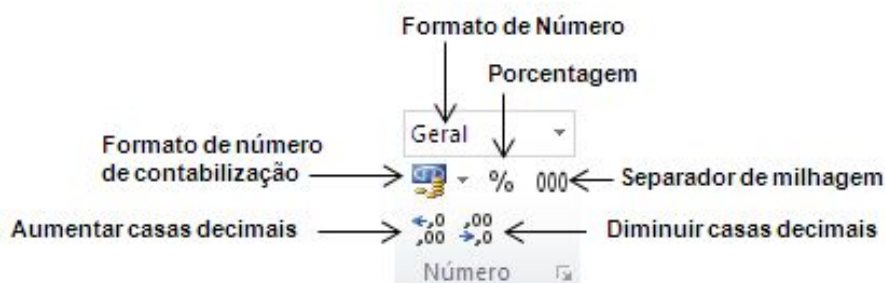 Formato de Número
Porcentagem
Geral
Formato de número
de contabilização
% 000
Separador de milhagem
Aumentar casas decimais
,0 ,00
,00 ,0
Diminuir casas decimais
Número